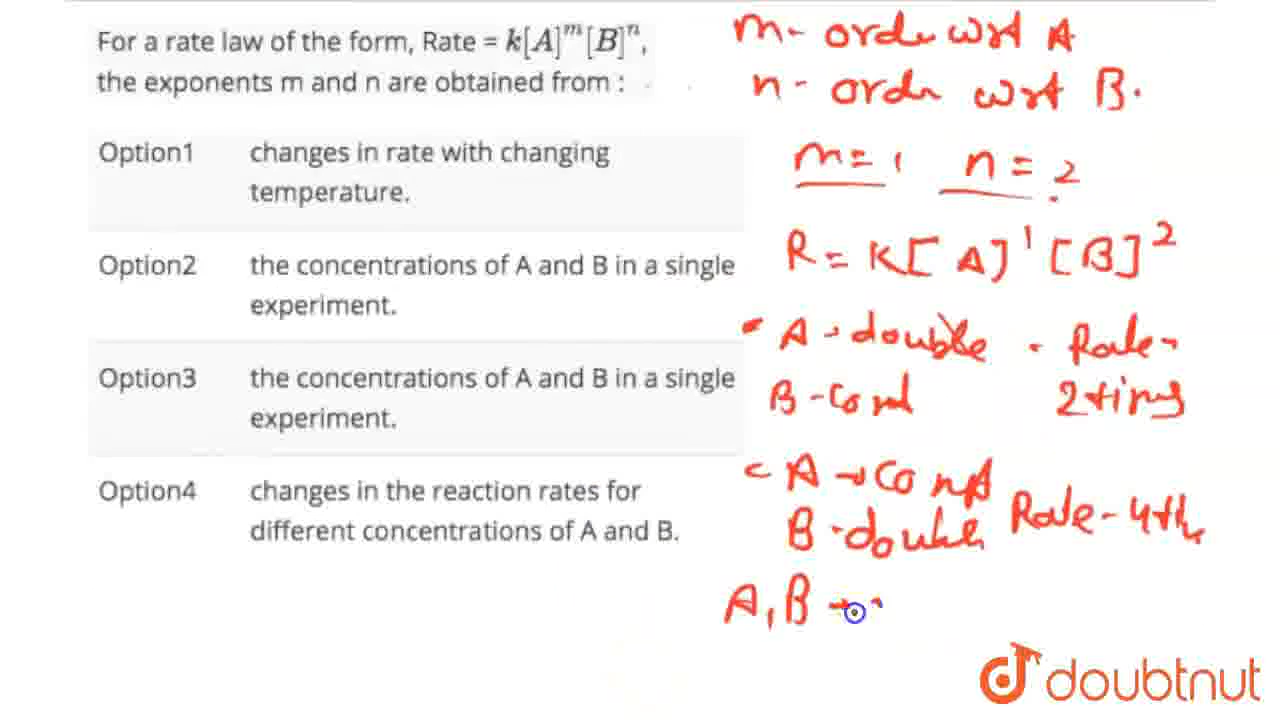 For a rate law of the form, Rate = k[A]^m[B]^n,
the exponents m and n are obtained from :
Option1 changes in rate with changing
temperature.
Option2 the concentrations of A and B in a single
experiment.
Option3 the concentrations of A and B in a single
experiment.
Option4 changes in the reaction rates for
different concentrations of A and B.
m- order wrt A
n- order wrt B.
m=1 n=2
R=K[A]^1[B]^2
A→double · Rate-
B-Const 2 times
A→Const
B-double Rate-4th
A,B→
doubtnut